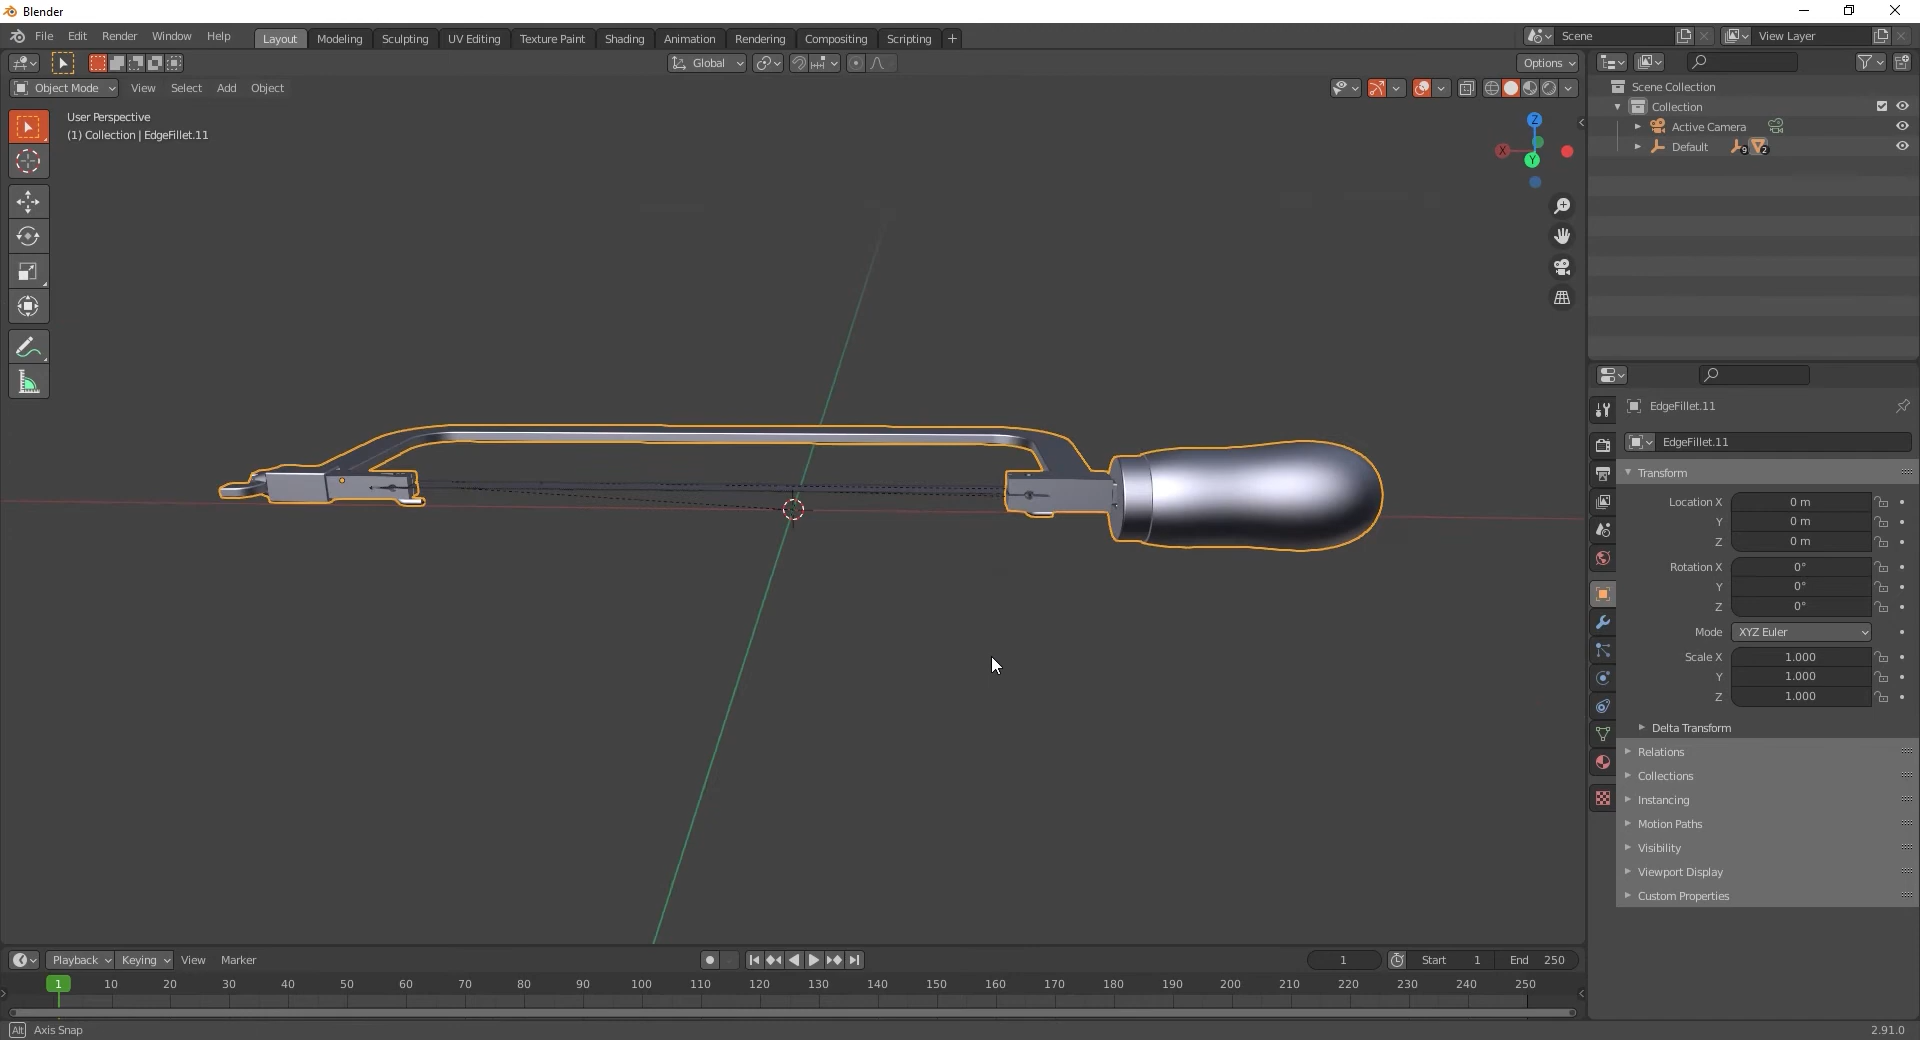 Blender
File Edit Render Window Help Layout Modeling Sculpting UV Editing Texture Paint Shading Animation Rendering Compositing Scripting + Scene View Layer
Global Options
Object Mode View Select Add Object
User Perspective
(1) Collection | EdgeFillet.11
Z
X
Y
Scene Collection
Collection
Active Camera
Default 9 2
EdgeFillet.11
EdgeFillet.11
Transform
Location X 0 m
Y 0 m
Z 0 m
Rotation X 0°
Y 0°
Z 0°
Mode XYZ Euler
Scale X 1.000
Y 1.000
Z 1.000
Delta Transform
Relations
Collections
Instancing
Motion Paths
Visibility
Viewport Display
Custom Properties
Playback Keying View Marker 1 Start 1 End 250
1 10 20 30 40 50 60 70 80 90 100 110 120 130 140 150 160 170 180 190 200 210 220 230 240 250
Alt Axis Snap 2.91.0